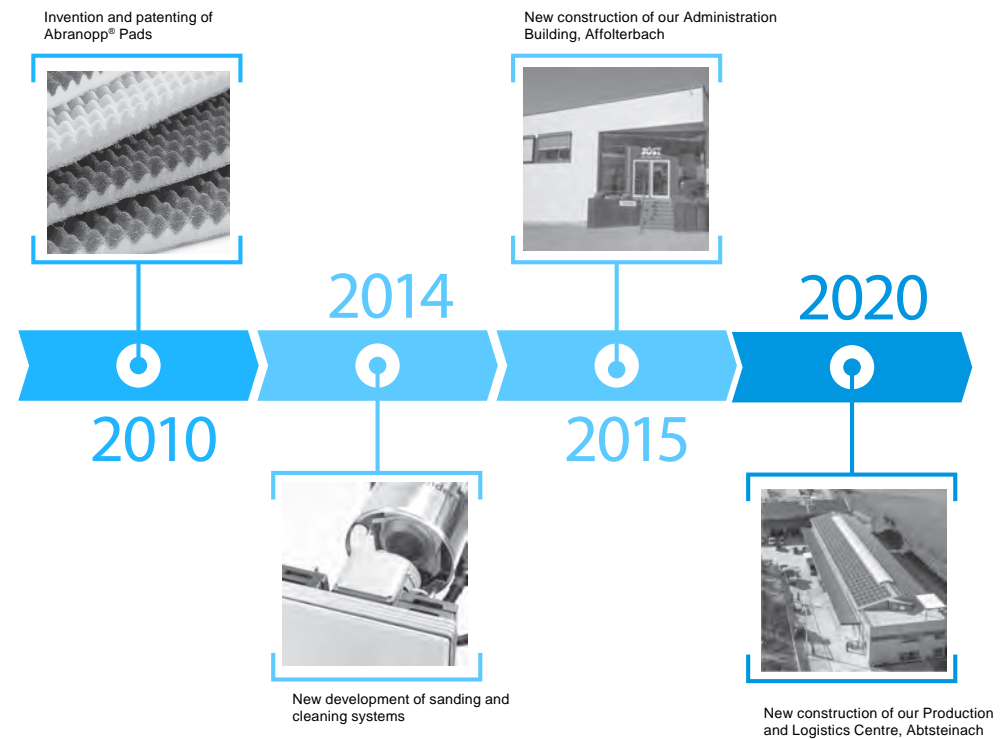 Invention and patenting of
Abranopp® Pads
New construction of our Administration
Building, Affolterbach
2014
2020
2010
2015
New development of sanding and
cleaning systems
New construction of our Production
and Logistics Centre, Abtsteinach